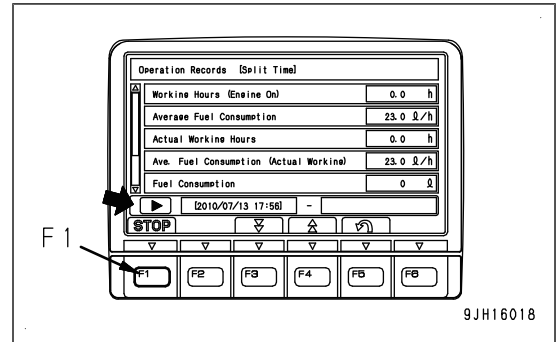 Operation Records [Split Time]
Working Hours (Engine On) 0.0 h
Average Fuel Consumption 23.0 ℓ/h
Actual Working Hours 0.0 h
Ave. Fuel Consumption (Actual Working) 23.0 ℓ/h
Fuel Consumption 0 ℓ
[2010/07/13 17:56] -
STOP
F1
F1 F2 F3 F4 F5 F6
9JH16018